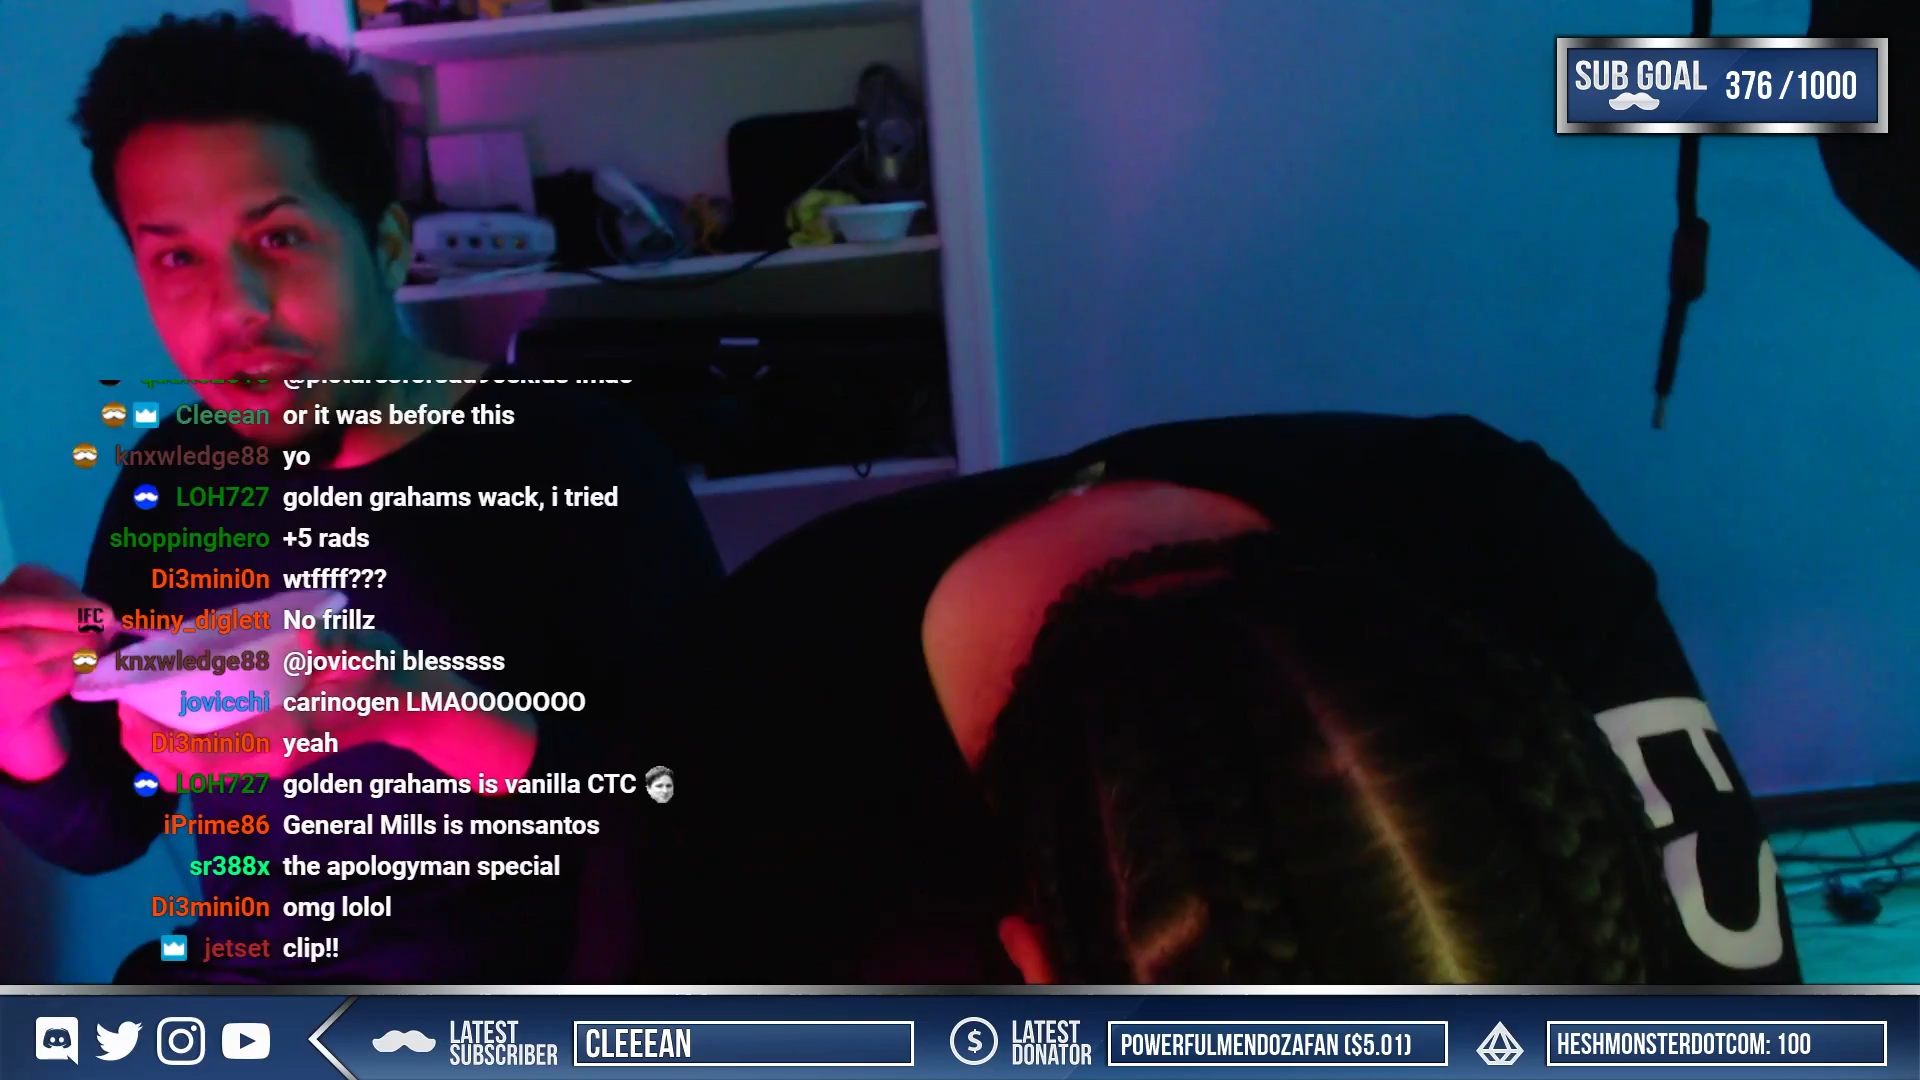 SUB GOAL 376 /1000
Cleeean or it was before this
knxwledge88 yo
LOH727 golden grahams wack, i tried
shoppinghero +5 rads
Di3mini0n wtffff???
IFC shiny_diglett No frillz
knxwledge88 @jovicchi blesssss
jovicchi carinogen LMAOOOOOOO
Di3mini0n yeah
LOH727 golden grahams is vanilla CTC
iPrime86 General Mills is monsantos
sr388x the apologyman special
Di3mini0n omg lolol
jetset clip!!
LATEST SUBSCRIBER CLEEEAN
LATEST DONATOR POWERFULMENDOZAFAN ($5.01)
HESHMONSTERDOTCOM: 100